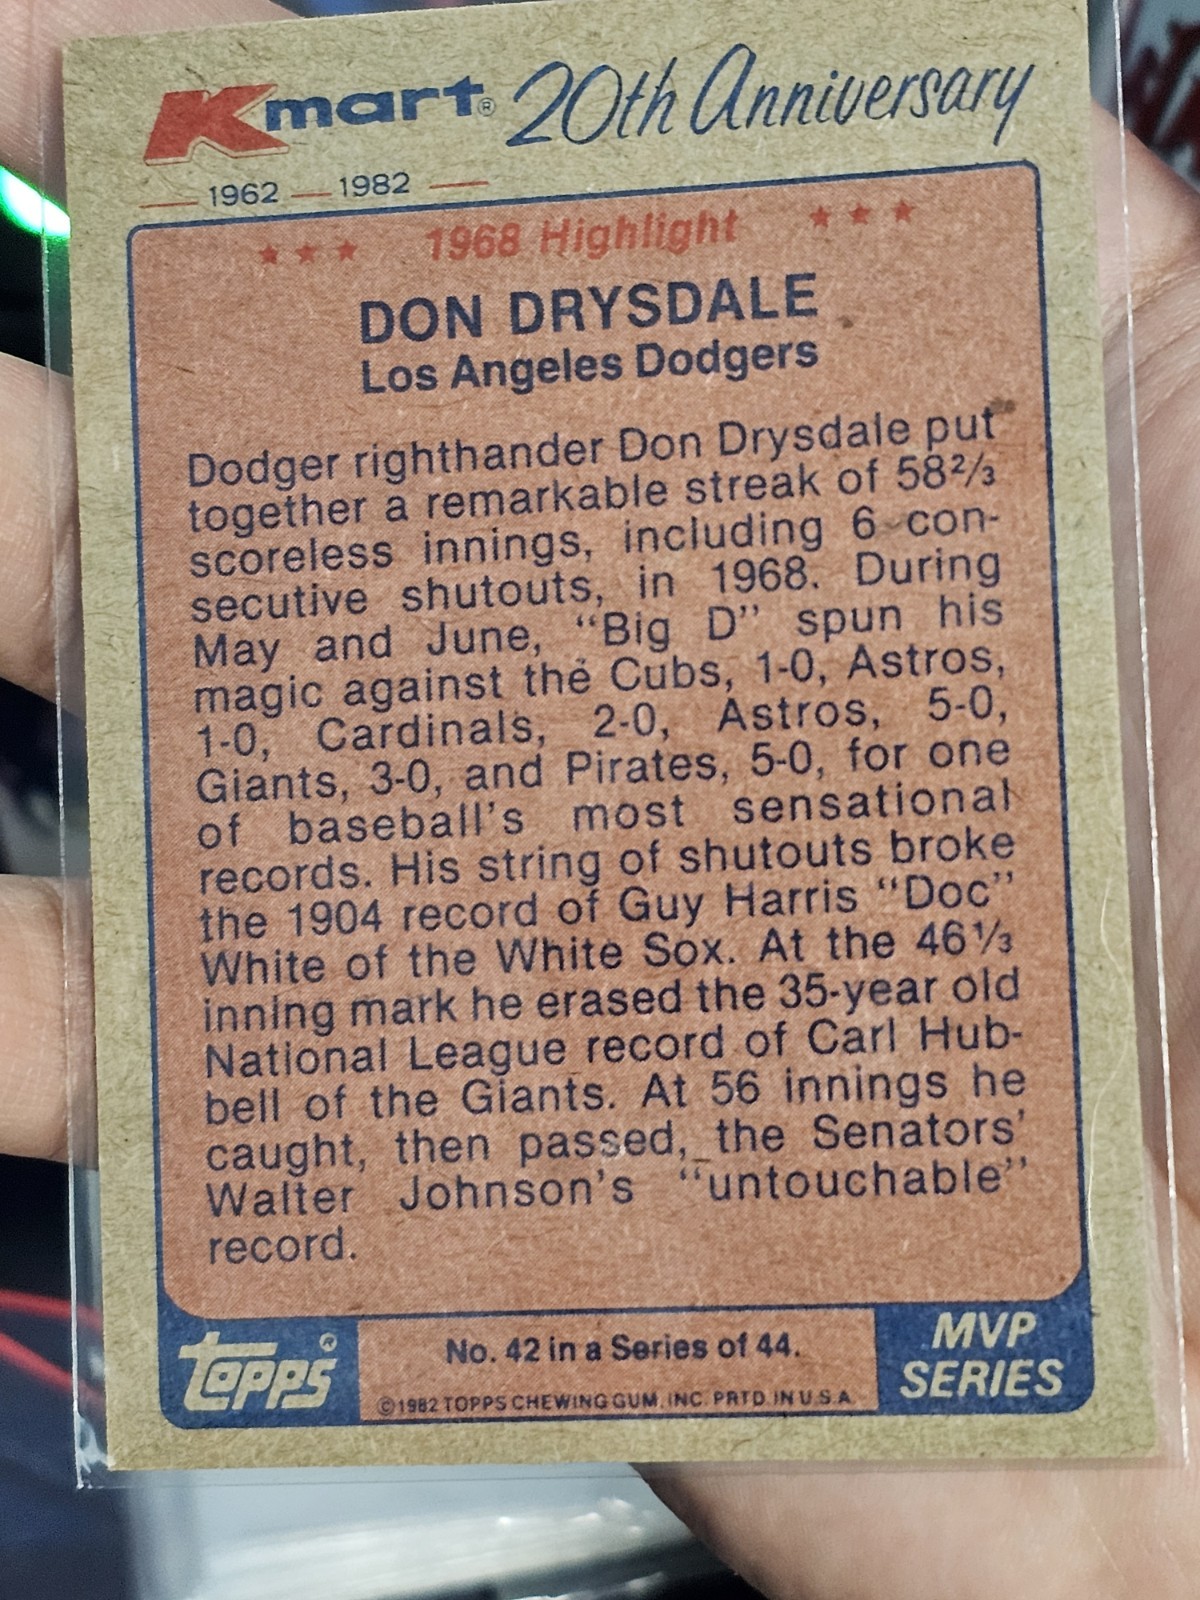 Kmart® 20th Anniversary
1962 — 1982
★ ★ ★ 1968 Highlight ★ ★ ★
DON DRYSDALE
Los Angeles Dodgers
Dodger righthander Don Drysdale put
together a remarkable streak of 58⅔
scoreless innings, including 6 con-
secutive shutouts, in 1968. During
May and June, “Big D” spun his
magic against the Cubs, 1-0, Astros,
1-0, Cardinals, 2-0, Astros, 5-0,
Giants, 3-0, and Pirates, 5-0, for one
of baseball's most sensational
records. His string of shutouts broke
the 1904 record of Guy Harris “Doc”
White of the White Sox. At the 46⅓
inning mark he erased the 35-year old
National League record of Carl Hub-
bell of the Giants. At 56 innings he
caught, then passed, the Senators'
Walter Johnson's “untouchable”
record.
topps®
No. 42 in a Series of 44.
©1982 TOPPS CHEWING GUM, INC. PRTD. IN U.S.A.
MVP
SERIES